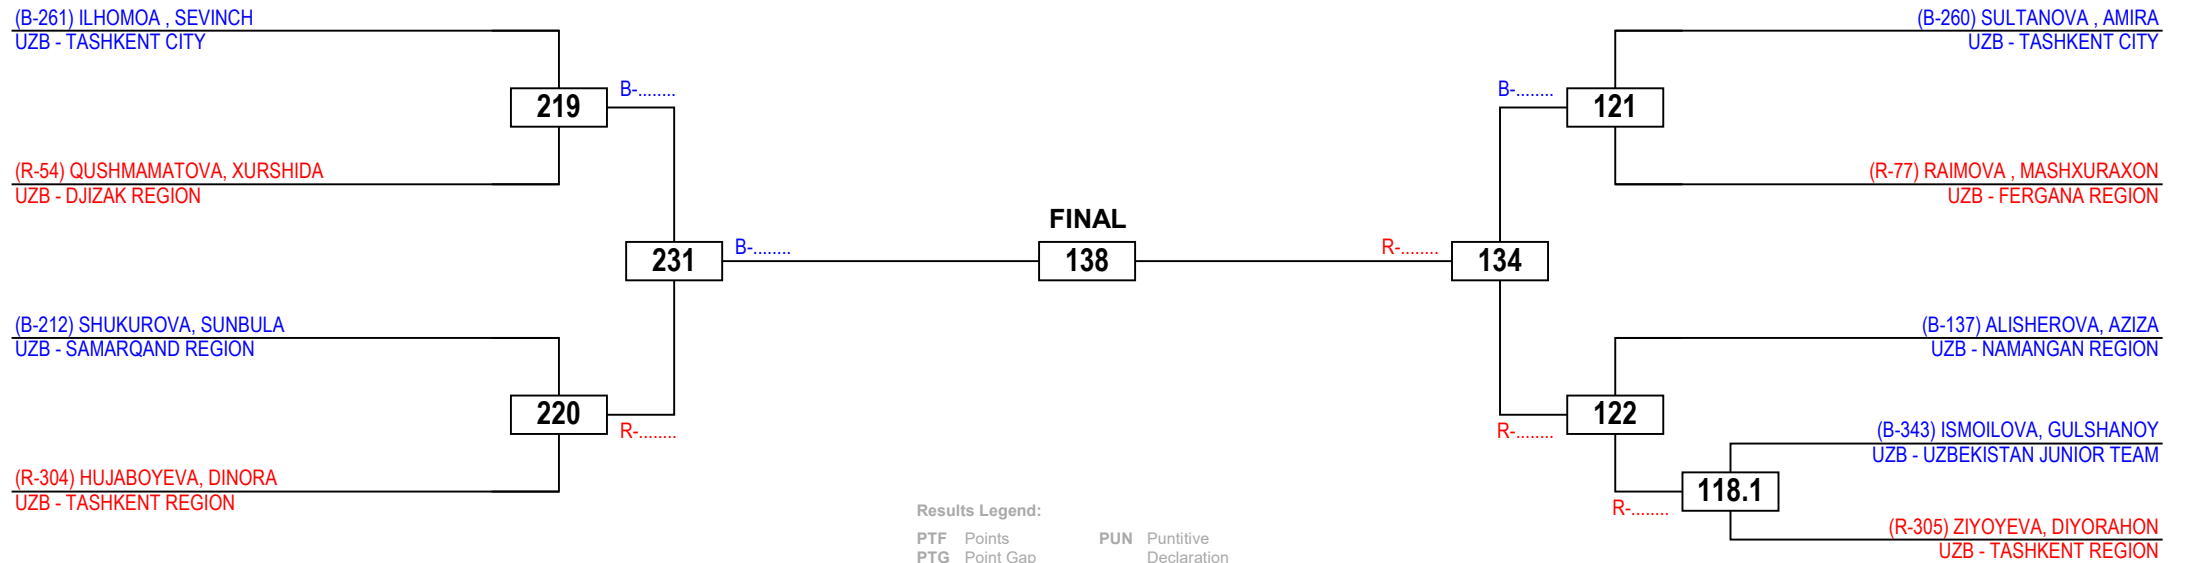 (B-261) ILHOMOA , SEVINCH
UZB - TASHKENT CITY
219
B-........
(R-54) QUSHMAMATOVA, XURSHIDA
UZB - DJIZAK REGION
231
B-........
(B-212) SHUKUROVA, SUNBULA
UZB - SAMARQAND REGION
220
R-........
(R-304) HUJABOYEVA, DINORA
UZB - TASHKENT REGION
FINAL
138
(B-260) SULTANOVA , AMIRA
UZB - TASHKENT CITY
B-........
121
(R-77) RAIMOVA , MASHXURAXON
UZB - FERGANA REGION
R-........
134
(B-137) ALISHEROVA, AZIZA
UZB - NAMANGAN REGION
R-........
122
(B-343) ISMOILOVA, GULSHANOY
UZB - UZBEKISTAN JUNIOR TEAM
118.1
R-........
(R-305) ZIYOYEVA, DIYORAHON
UZB - TASHKENT REGION
Results Legend:
PTF Points
PTG Point Gap
PUN Puntitive
Declaration